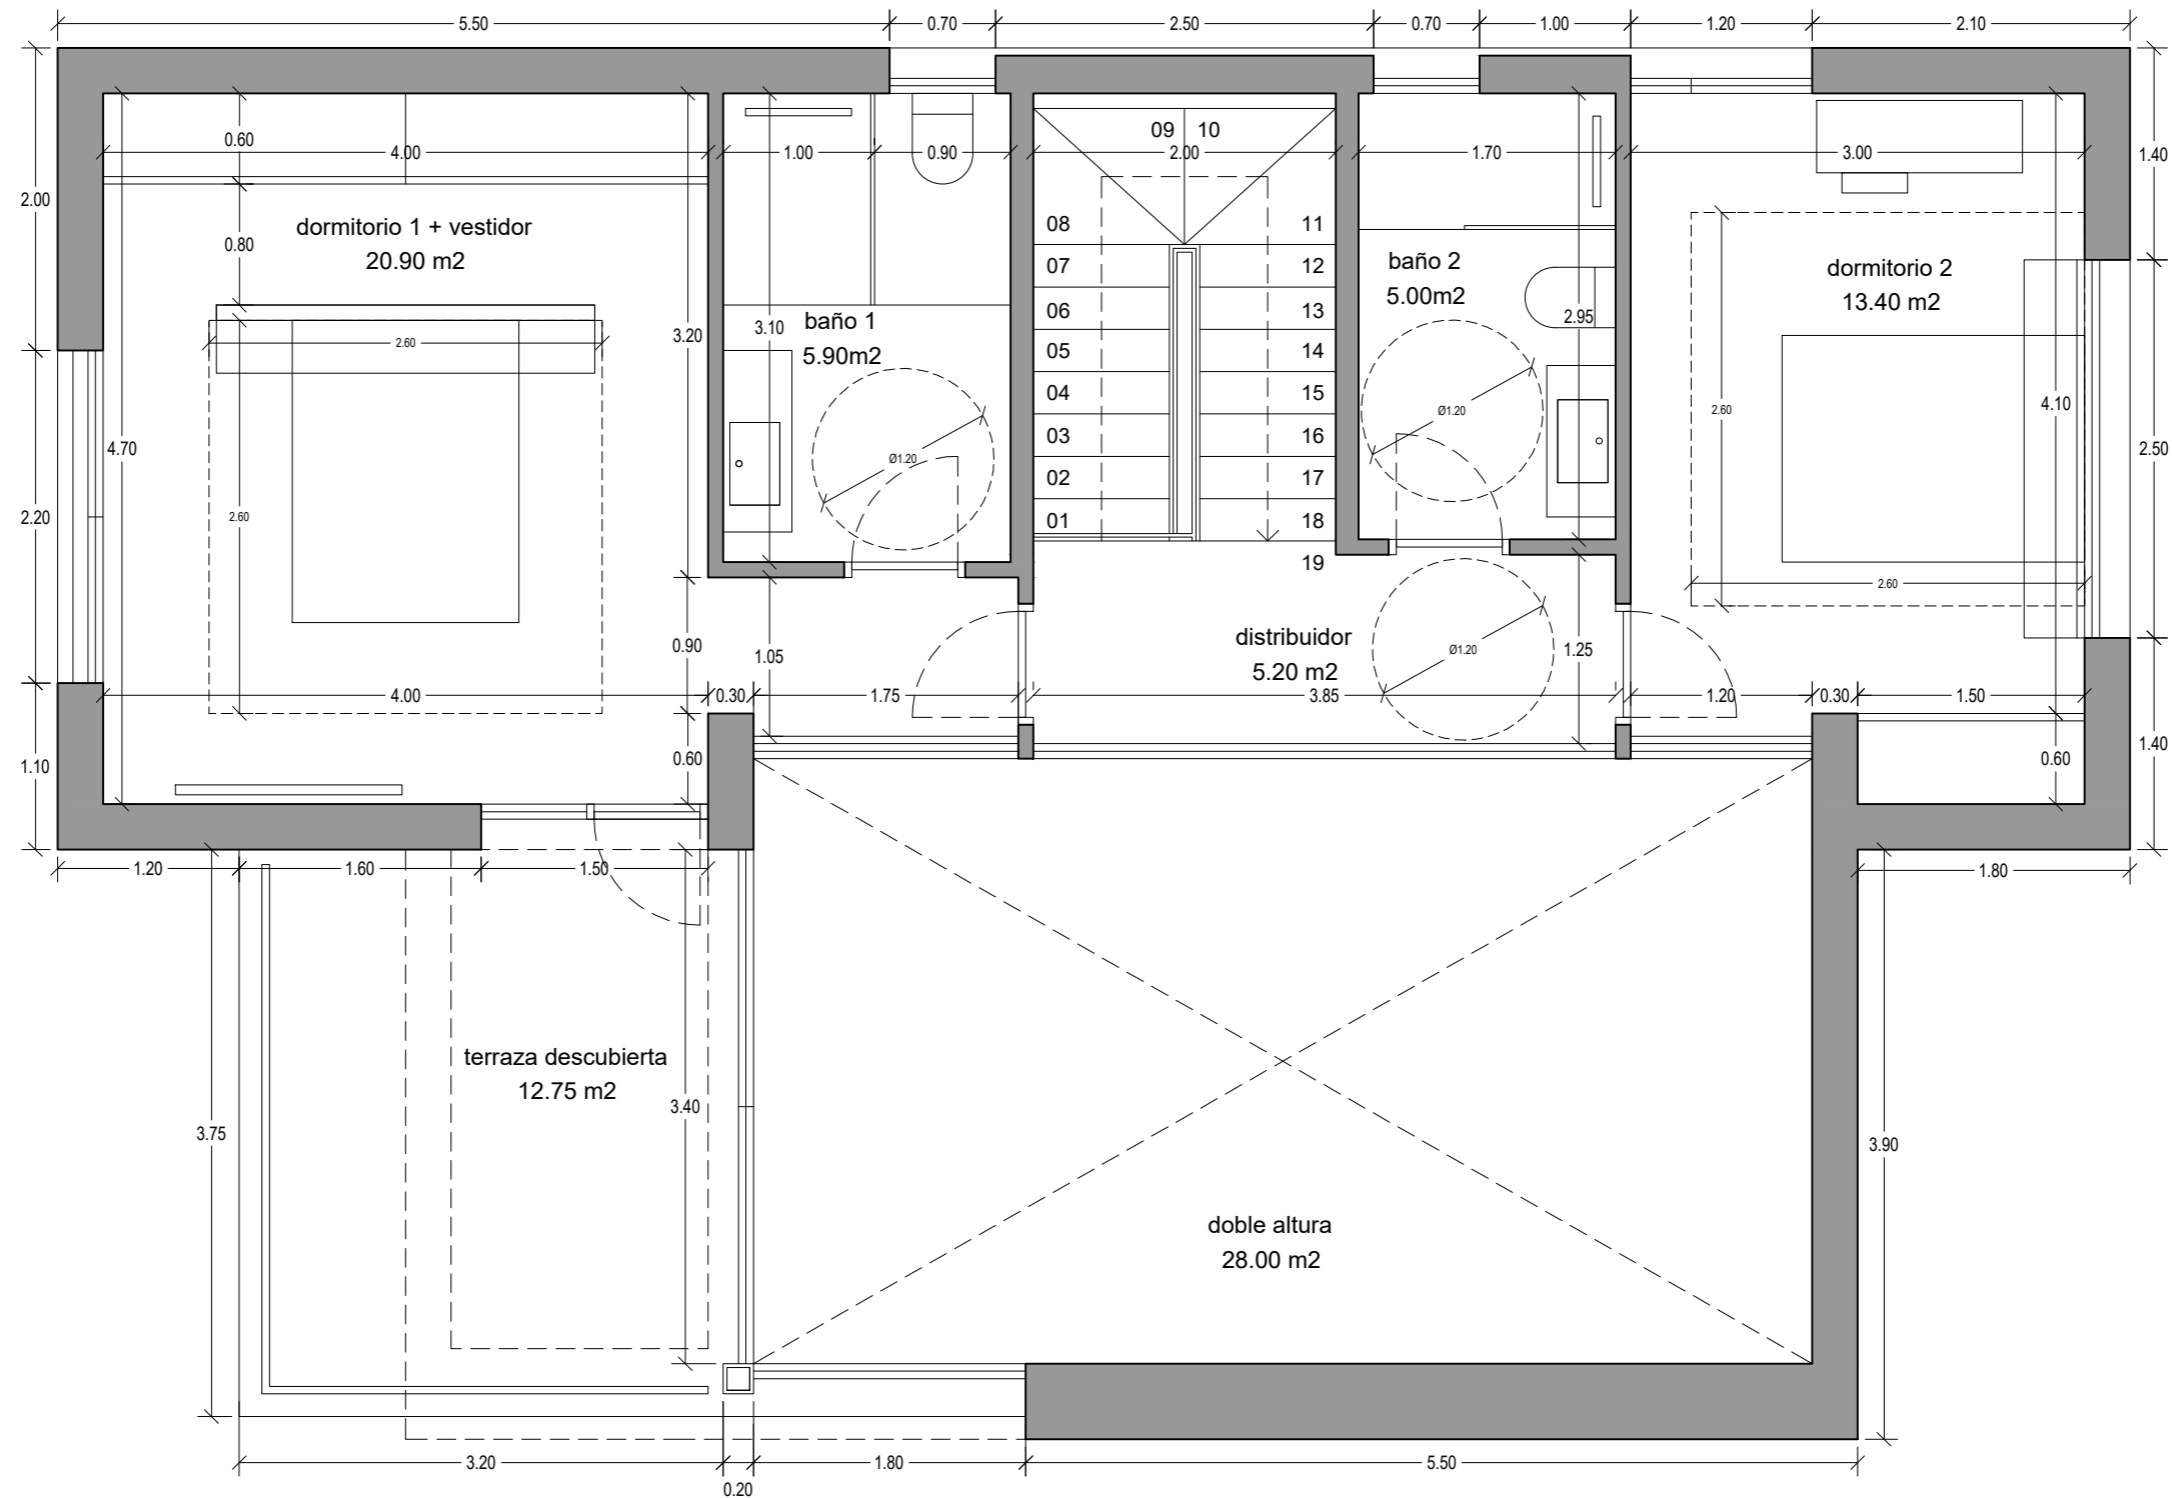 5.50 0.70 2.50 0.70 1.00 1.20 2.10
09 10
0.60
4.00 1.00 0.90 2.00 1.70 3.00
1.40
2.00
dormitorio 1 + vestidor
20.90 m2
0.80
08 11
07 12
06 13
05 14
04 15
03 16
02 17
01 18
19
baño 2
5.00m2
dormitorio 2
13.40 m2
2.95
baño 1
5.90m2
3.10
3.20
2.60
Ø1.20
Ø1.20
2.60
4.10
4.70
2.50
2.20
2.60
2.60
distribuidor
5.20 m2
Ø1.20
0.90
1.05
1.25
4.00 0.30 1.75 3.85 1.20 0.30 1.50
1.10
0.60
0.60
1.40
1.20 1.60 1.50
1.80
terraza descubierta
12.75 m2
3.40
3.75
3.90
doble altura
28.00 m2
3.20 1.80 5.50
0.20